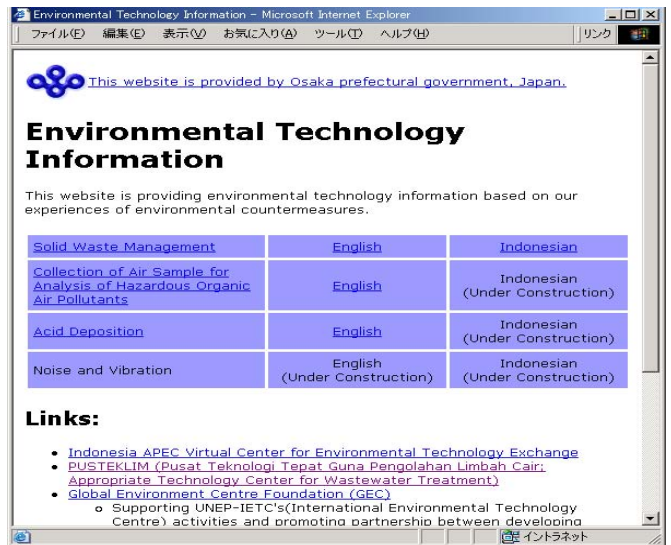 Environmental Technology Information - Microsoft Internet Explorer
ファイル(F) 編集(E) 表示(V) お気に入り(A) ツール(T) ヘルプ(H) リンク
This website is provided by Osaka prefectural government, Japan.
Environmental Technology
Information
This website is providing environmental technology information based on our
experiences of environmental countermeasures.
Solid Waste Management English Indonesian
Collection of Air Sample for
Analysis of Hazardous Organic
Air Pollutants
English
Indonesian
(Under Construction)
Acid Deposition
English
Indonesian
(Under Construction)
Noise and Vibration
English
(Under Construction)
Indonesian
(Under Construction)
Links:
Indonesia APEC Virtual Center for Environmental Technology Exchange
PUSTEKLIM (Pusat Teknologi Tepat Guna Pengolahan Limbah Cair;
Appropriate Technology Center for Wastewater Treatment)
Global Environment Centre Foundation (GEC)
Supporting UNEP-IETC's(International Environmental Technology
Centre) activities and promoting partnership between developing
イントラネット